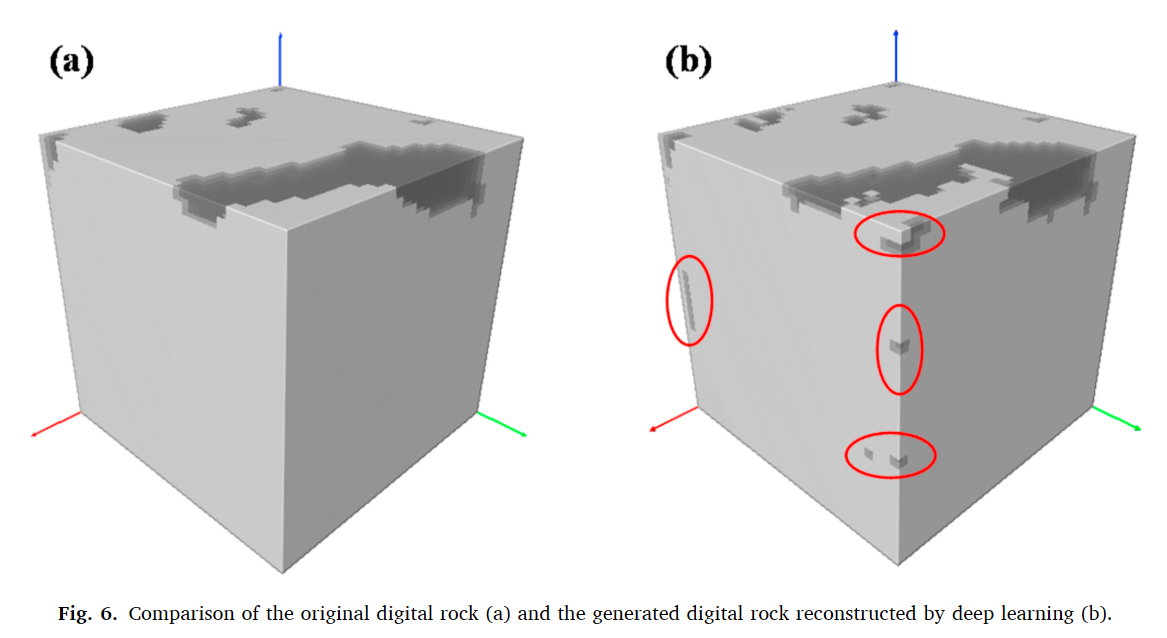 (a)
(b)
Fig. 6. Comparison of the original digital rock (a) and the generated digital rock reconstructed by deep learning (b).